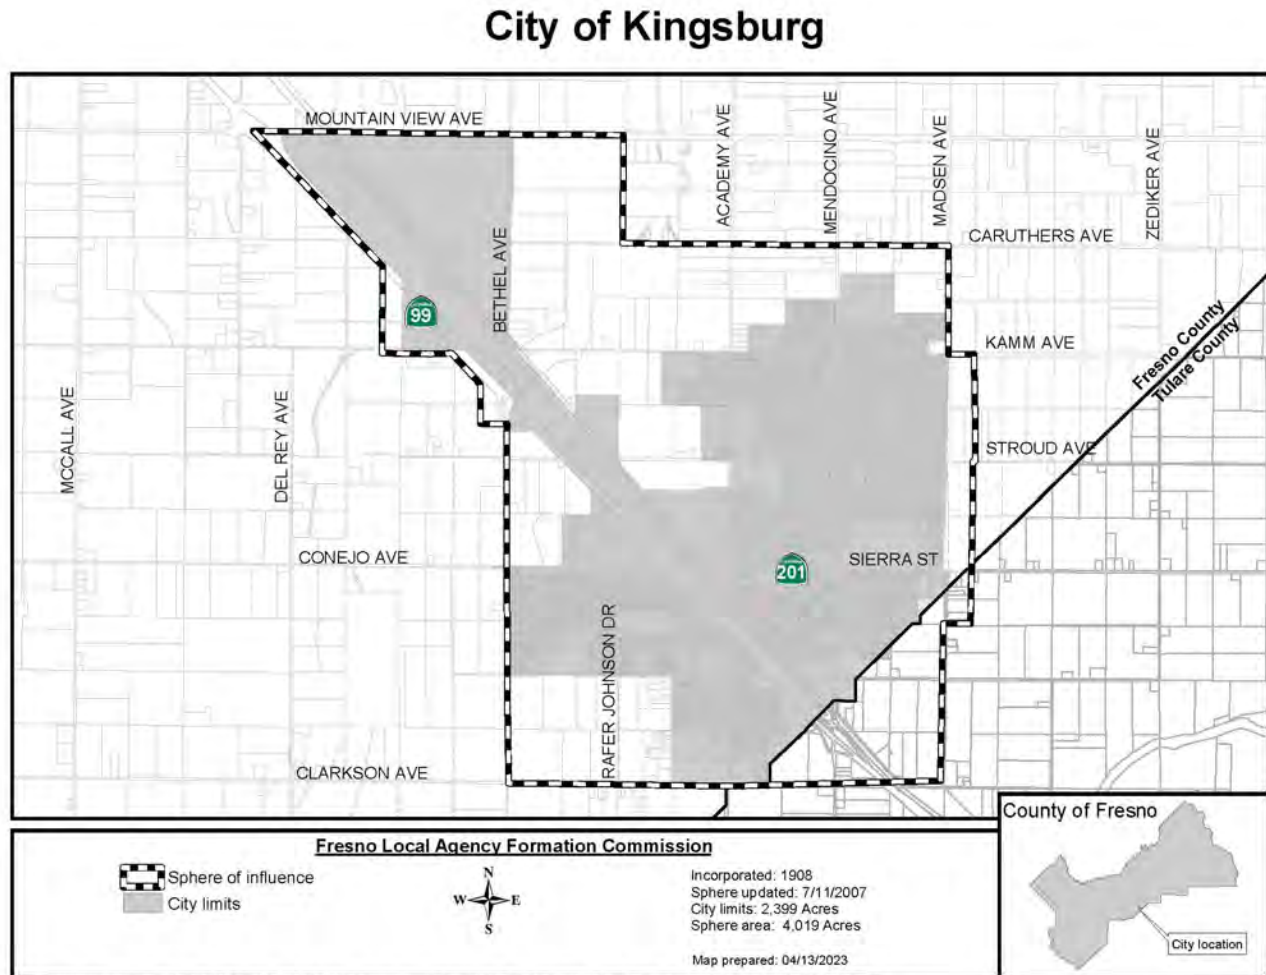 City of Kingsburg
MOUNTAIN VIEW AVE
ACADEMY AVE
MENDOCINO AVE
MADSEN AVE
ZEDIKER AVE
CARUTHERS AVE
BETHEL AVE
99
KAMM AVE
Fresno County
Tulare County
MCCALL AVE
DEL REY AVE
STROUD AVE
CONEJO AVE
201
SIERRA ST
RAFER JOHNSON DR
CLARKSON AVE
County of Fresno
City location
Fresno Local Agency Formation Commission
Sphere of influence
City limits
N
W E
S
Incorporated: 1908
Sphere updated: 7/11/2007
City limits: 2,399 Acres
Sphere area: 4,019 Acres
Map prepared: 04/13/2023